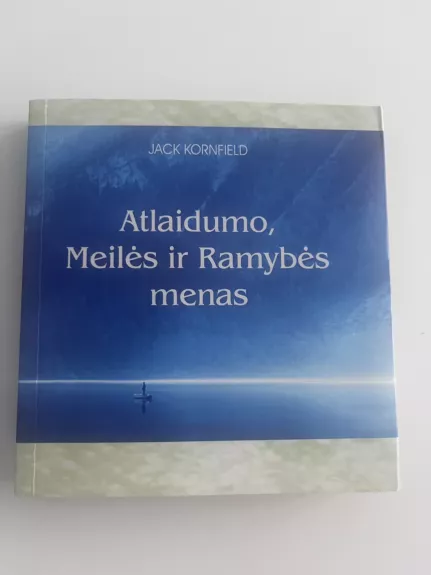 JACK KORNFIELD
Atlaidumo,
Meilės ir Ramybės
menas